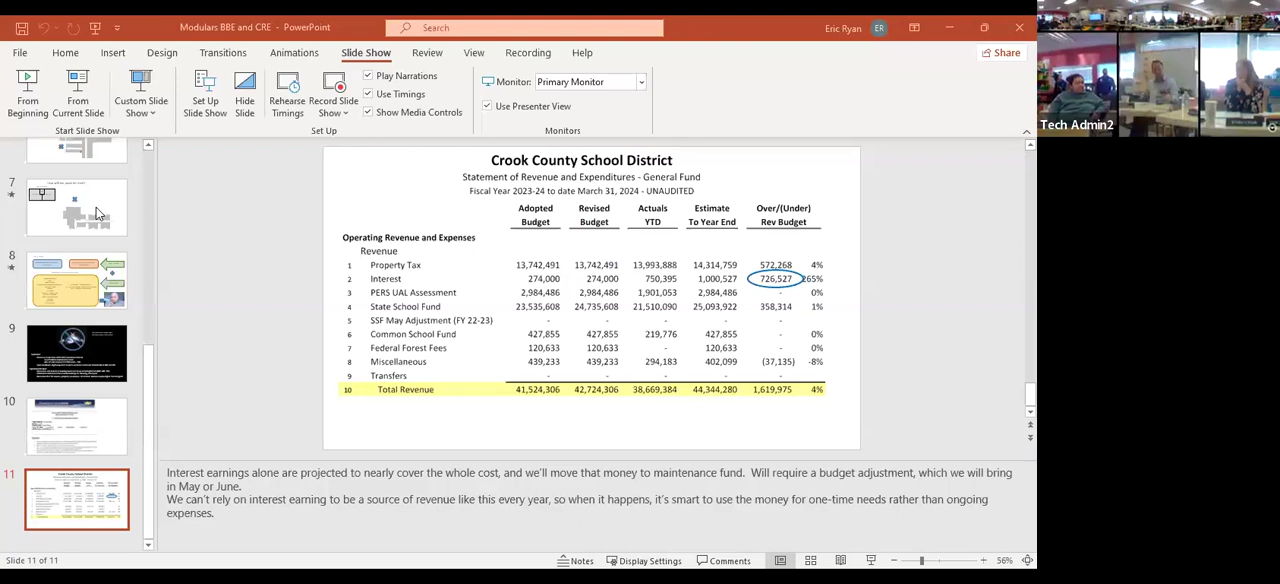 Modulars BBE and CRE - PowerPoint
Search
Eric Ryan ER
File Home Insert Design Transitions Animations Slide Show Review View Recording Help
Share
From Beginning
From Current Slide
Custom Slide Show
Start Slide Show
Set Up Slide Show
Hide Slide
Rehearse Timings
Record Slide Show
Play Narrations
Use Timings
Show Media Controls
Set Up
Monitor: Primary Monitor
Use Presenter View
Monitors
Tech Admin2
7
8
9
10
11
Crook County School District
Statement of Revenue and Expenditures - General Fund
Fiscal Year 2023-24 to date March 31, 2024 - UNAUDITED
Adopted Budget Revised Budget Actuals YTD Estimate To Year End Over/(Under) Rev Budget
Operating Revenue and Expenses
Revenue
1 Property Tax 13,742,491 13,742,491 13,993,888 14,314,759 572,268 4%
2 Interest 274,000 274,000 750,395 1,000,527 726,527 265%
3 PERS UAL Assessment 2,984,486 2,984,486 1,901,053 2,984,486 - 0%
4 State School Fund 23,535,608 24,735,608 21,510,090 25,093,922 358,314 1%
5 SSF May Adjustment (FY 22-23) - - - - -
6 Common School Fund 427,855 427,855 219,776 427,855 - 0%
7 Federal Forest Fees 120,633 120,633 - 120,633 - 0%
8 Miscellaneous 439,233 439,233 294,183 402,099 (37,135) -8%
9 Transfers - - - - -
10 Total Revenue 41,524,306 42,724,306 38,669,384 44,344,280 1,619,975 4%
Interest earnings alone are projected to nearly cover the whole cost, and we'll move that money to maintenance fund. Will require a budget adjustment, which we will bring
in May or June.
We can't rely on interest earning to be sources of revenue like this every year, so when it happens, it's smart to use the money for one-time needs rather than ongoing
expenses.
Slide 11 of 11
Notes Display Settings Comments 56%